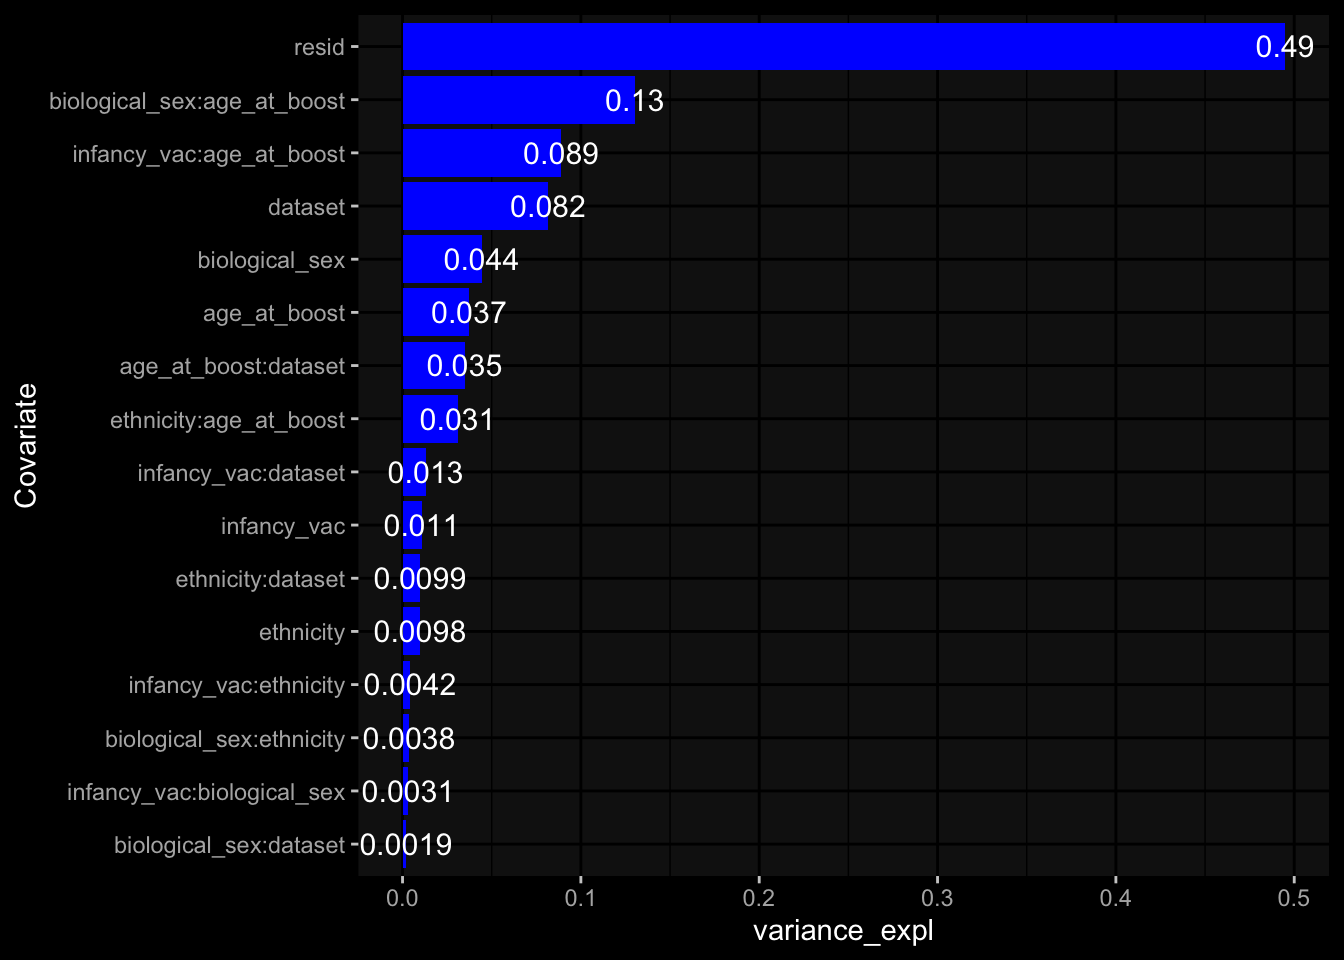 resid 0.49
biological_sex:age_at_boost 0.13
infancy_vac:age_at_boost 0.089
dataset 0.082
biological_sex 0.044
age_at_boost 0.037
age_at_boost:dataset 0.035
ethnicity:age_at_boost 0.031
infancy_vac:dataset 0.013
infancy_vac 0.011
ethnicity:dataset 0.0099
ethnicity 0.0098
infancy_vac:ethnicity 0.0042
biological_sex:ethnicity 0.0038
infancy_vac:biological_sex 0.0031
biological_sex:dataset 0.0019
Covariate
0.0 0.1 0.2 0.3 0.4 0.5
variance_expl